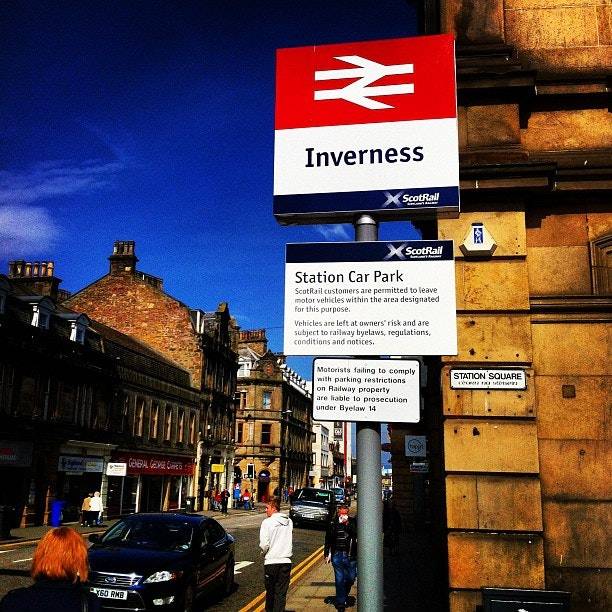 Inverness
ScotRail
ScotRail
Station Car Park
ScotRail customers are permitted to leave
motor vehicles within the area designated
for this purpose.
Vehicles are left at owners' risk and are
subject to railway byelaws, regulations,
conditions and notices.
Motorists failing to comply
with parking restrictions
on Railway property
are liable to prosecution
under Byelaw 14
STATION SQUARE
GENERAL GEORGE
X60 RMB